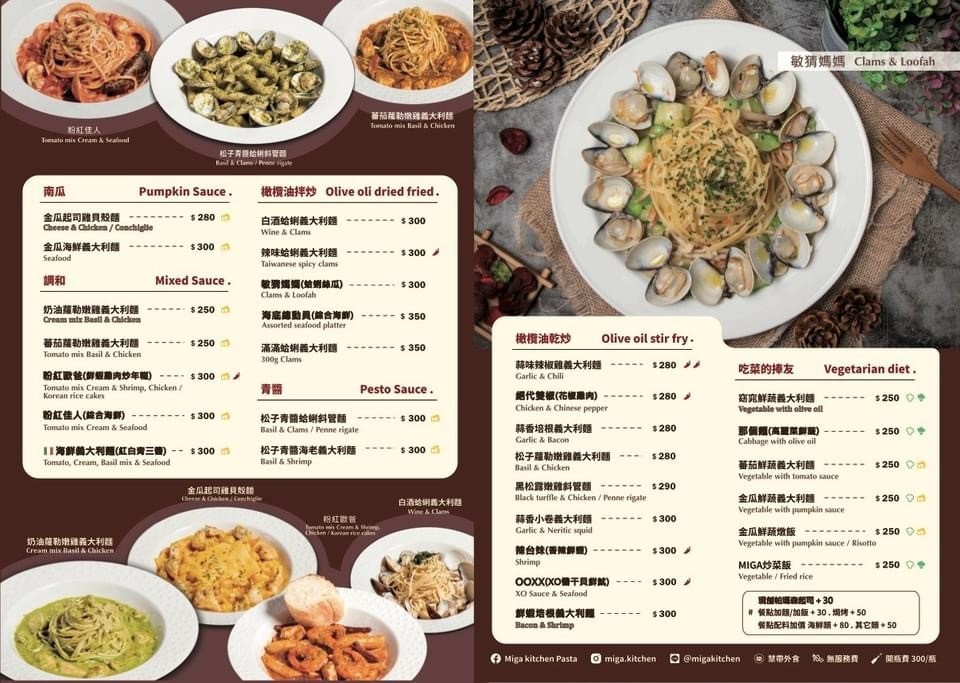 粉紅佳人
Tomato mix Cream & Seafood
松子青醬蛤蜊斜管麵
Basil & Clams / Penne rigate
蕃茄蘿勒嫩雞義大利麵
Tomato mix Basil & Chicken
南瓜 Pumpkin Sauce .
金瓜起司雞貝殼麵 $ 280
Cheese & Chicken / Conchiglie
金瓜海鮮義大利麵 $ 300
Seafood
調和 Mixed Sauce .
奶油蘿勒嫩雞義大利麵 $ 250
Cream mix Basil & Chicken
蕃茄蘿勒嫩雞義大利麵 $ 250
Tomato mix Basil & Chicken
粉紅歐爸(鮮蝦雞肉炒年糕) $ 300
Tomato mix Cream & Shrimp, Chicken /
Korean rice cakes
粉紅佳人(綜合海鮮) $ 300
Tomato mix Cream & Seafood
海鮮義大利麵(紅白青三醬) $ 300
Tomato, Cream, Basil mix & Seafood
橄欖油拌炒 Olive oli dried fried .
白酒蛤蜊義大利麵 $ 300
Wine & Clams
辣味蛤蜊義大利麵 $ 300
Taiwanese spicy clams
敏猜媽媽(蛤蜊絲瓜) $ 300
Clams & Loofah
海底總動員(綜合海鮮) $ 350
Assorted seafood platter
滿滿蛤蜊義大利麵 $ 350
300g Clams
青醬 Pesto Sauce .
松子青醬蛤蜊斜管麵 $ 300
Basil & Clams / Penne rigate
松子青醬海老義大利麵 $ 300
Basil & Shrimp
金瓜起司雞貝殼麵
Cheese & Chicken / Conchiglie
奶油蘿勒嫩雞義大利麵
Cream mix Basil & Chicken
粉紅歐爸
Tomato mix Cream & Shrimp,
Chicken / Korean rice cakes
白酒蛤蜊義大利麵
Wine & Clams
敏猜媽媽 Clams & Loofah
橄欖油乾炒 Olive oil stir fry .
蒜味辣椒雞義大利麵 $ 280
Garlic & Chili
絕代雙椒(花椒雞肉) $ 280
Chicken & Chinese pepper
蒜香培根義大利麵 $ 280
Garlic & Bacon
松子蘿勒嫩雞義大利麵 $ 280
Basil & Chicken
黑松露嫩雞斜管麵 $ 290
Black turffle & Chicken / Penne rigate
蒜香小卷義大利麵 $ 300
Garlic & Neritic squid
辣台妹(香辣鮮蝦) $ 300
Shrimp
OOXX(XO醬干貝鮮魷) $ 300
XO Sauce & Seafood
鮮蝦培根義大利麵 $ 300
Bacon & Shrimp
吃菜的捧友 Vegetarian diet .
窈窕鮮蔬義大利麵 $ 250
Vegetable with olive oil
那個麵(高麗菜鮮蔬) $ 250
Cabbage with olive oil
蕃茄鮮蔬義大利麵 $ 250
Vegetable with tomato sauce
金瓜鮮蔬義大利麵 $ 250
Vegetable with pumpkin sauce
金瓜鮮蔬燉飯 $ 250
Vegetable with pumpkin sauce / Risotto
MIGA炒菜飯 $ 250
Vegetable / Fried rice
現刨帕瑪森起司 + 30
# 餐點加麵/加飯 + 30 . 焗烤 + 50
餐點配料加價 海鮮麵 + 80 . 其它麵 + 50
Miga kitchen Pasta miga.kitchen @migakitchen 禁帶外食 無服務費 開瓶費 300/瓶